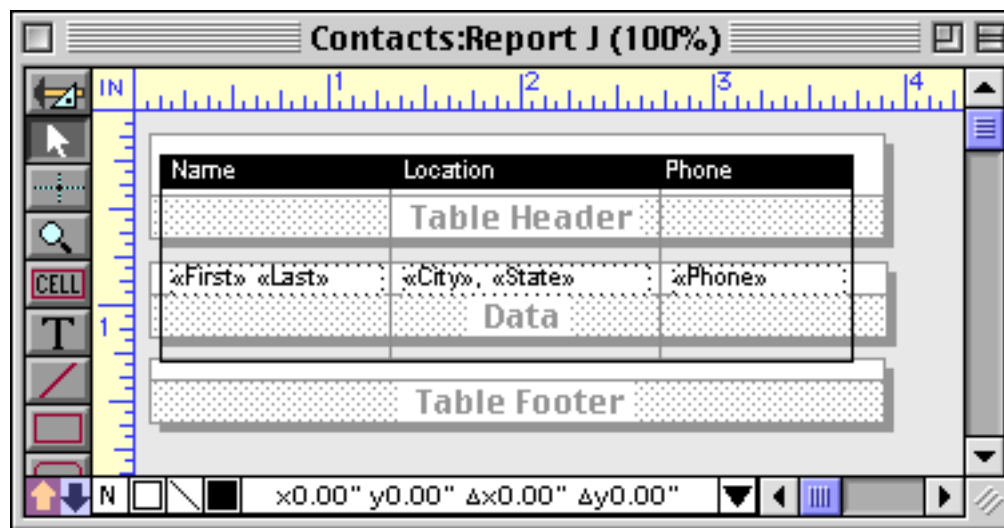 Contacts:Report J (100%)
IN 1 2 3 4
Name Location Phone
Table Header
«First» «Last» «City», «State» «Phone»
CELL
Data
1
T
Table Footer
N x0.00" y0.00" Δx0.00" Δy0.00"